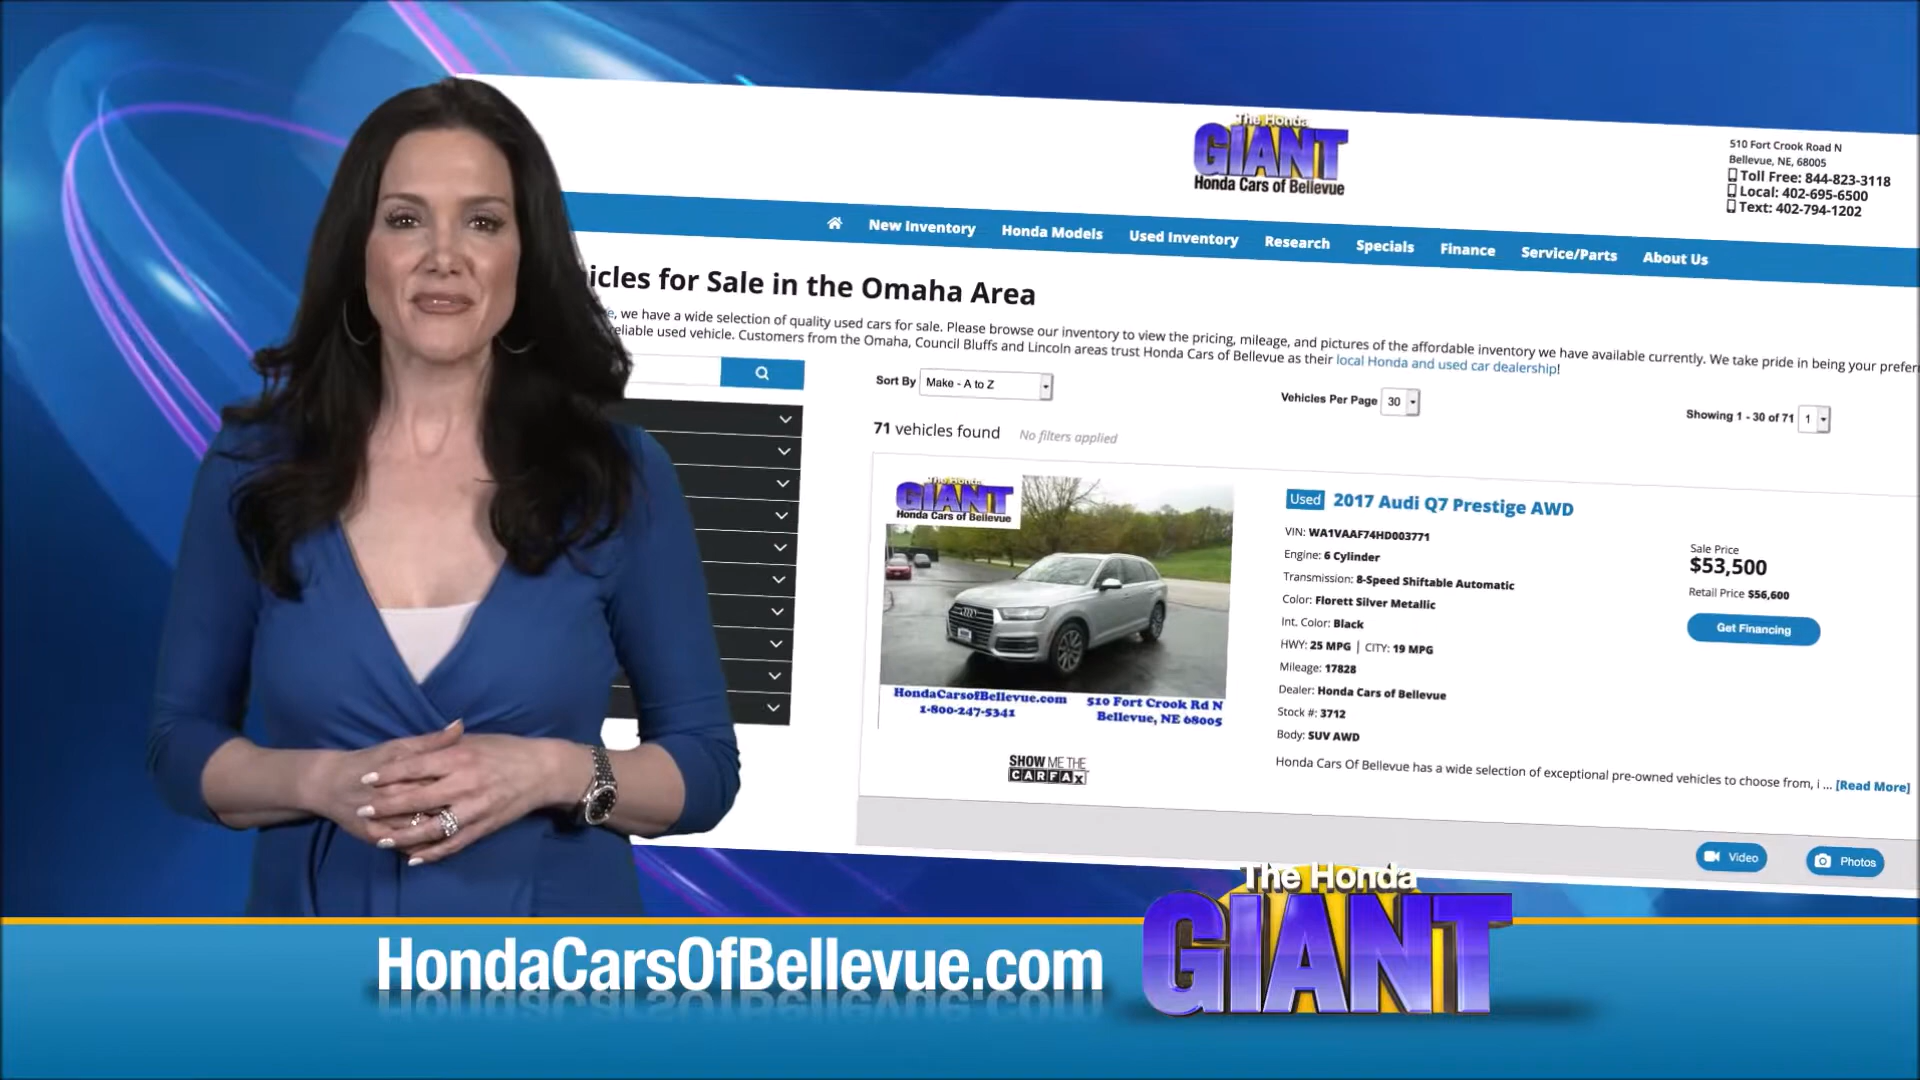 The Honda
GIANT
Honda Cars of Bellevue
510 Fort Crook Road N
Bellevue, NE, 68005
Toll Free: 844-823-3118
Local: 402-695-6500
Text: 402-794-1202
New Inventory Honda Models Used Inventory Research Specials Finance Service/Parts About Us
icles for Sale in the Omaha Area
e, we have a wide selection of quality used cars for sale. Please browse our inventory to view the pricing, mileage, and pictures of the affordable inventory we have available currently. We take pride in being your prefer
reliable used vehicle. Customers from the Omaha, Council Bluffs and Lincoln areas trust Honda Cars of Bellevue as their local Honda and used car dealership!
Sort By Make - A to Z
Vehicles Per Page 30
Showing 1 - 30 of 71 1
71 vehicles found No filters applied
The Honda
GIANT
Honda Cars of Bellevue
HondaCarsofBellevue.com
1-800-247-5341
510 Fort Crook Rd N
Bellevue, NE 68005
SHOW ME THE
CARFAX
Used 2017 Audi Q7 Prestige AWD
VIN: WA1VAAF74HD003771
Engine: 6 Cylinder
Transmission: 8-Speed Shiftable Automatic
Color: Florett Silver Metallic
Int. Color: Black
HWY: 25 MPG | CITY: 19 MPG
Mileage: 17828
Dealer: Honda Cars of Bellevue
Stock #: 3712
Body: SUV AWD
Sale Price
$53,500
Retail Price $56,600
Get Financing
Honda Cars Of Bellevue has a wide selection of exceptional pre-owned vehicles to choose from, i ... [Read More]
Video
Photos
HondaCarsOfBellevue.com
The Honda
GIANT